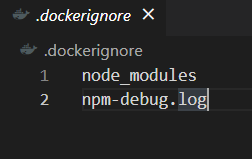 .dockerignore
.dockerignore
1 node_modules
2 npm-debug.log